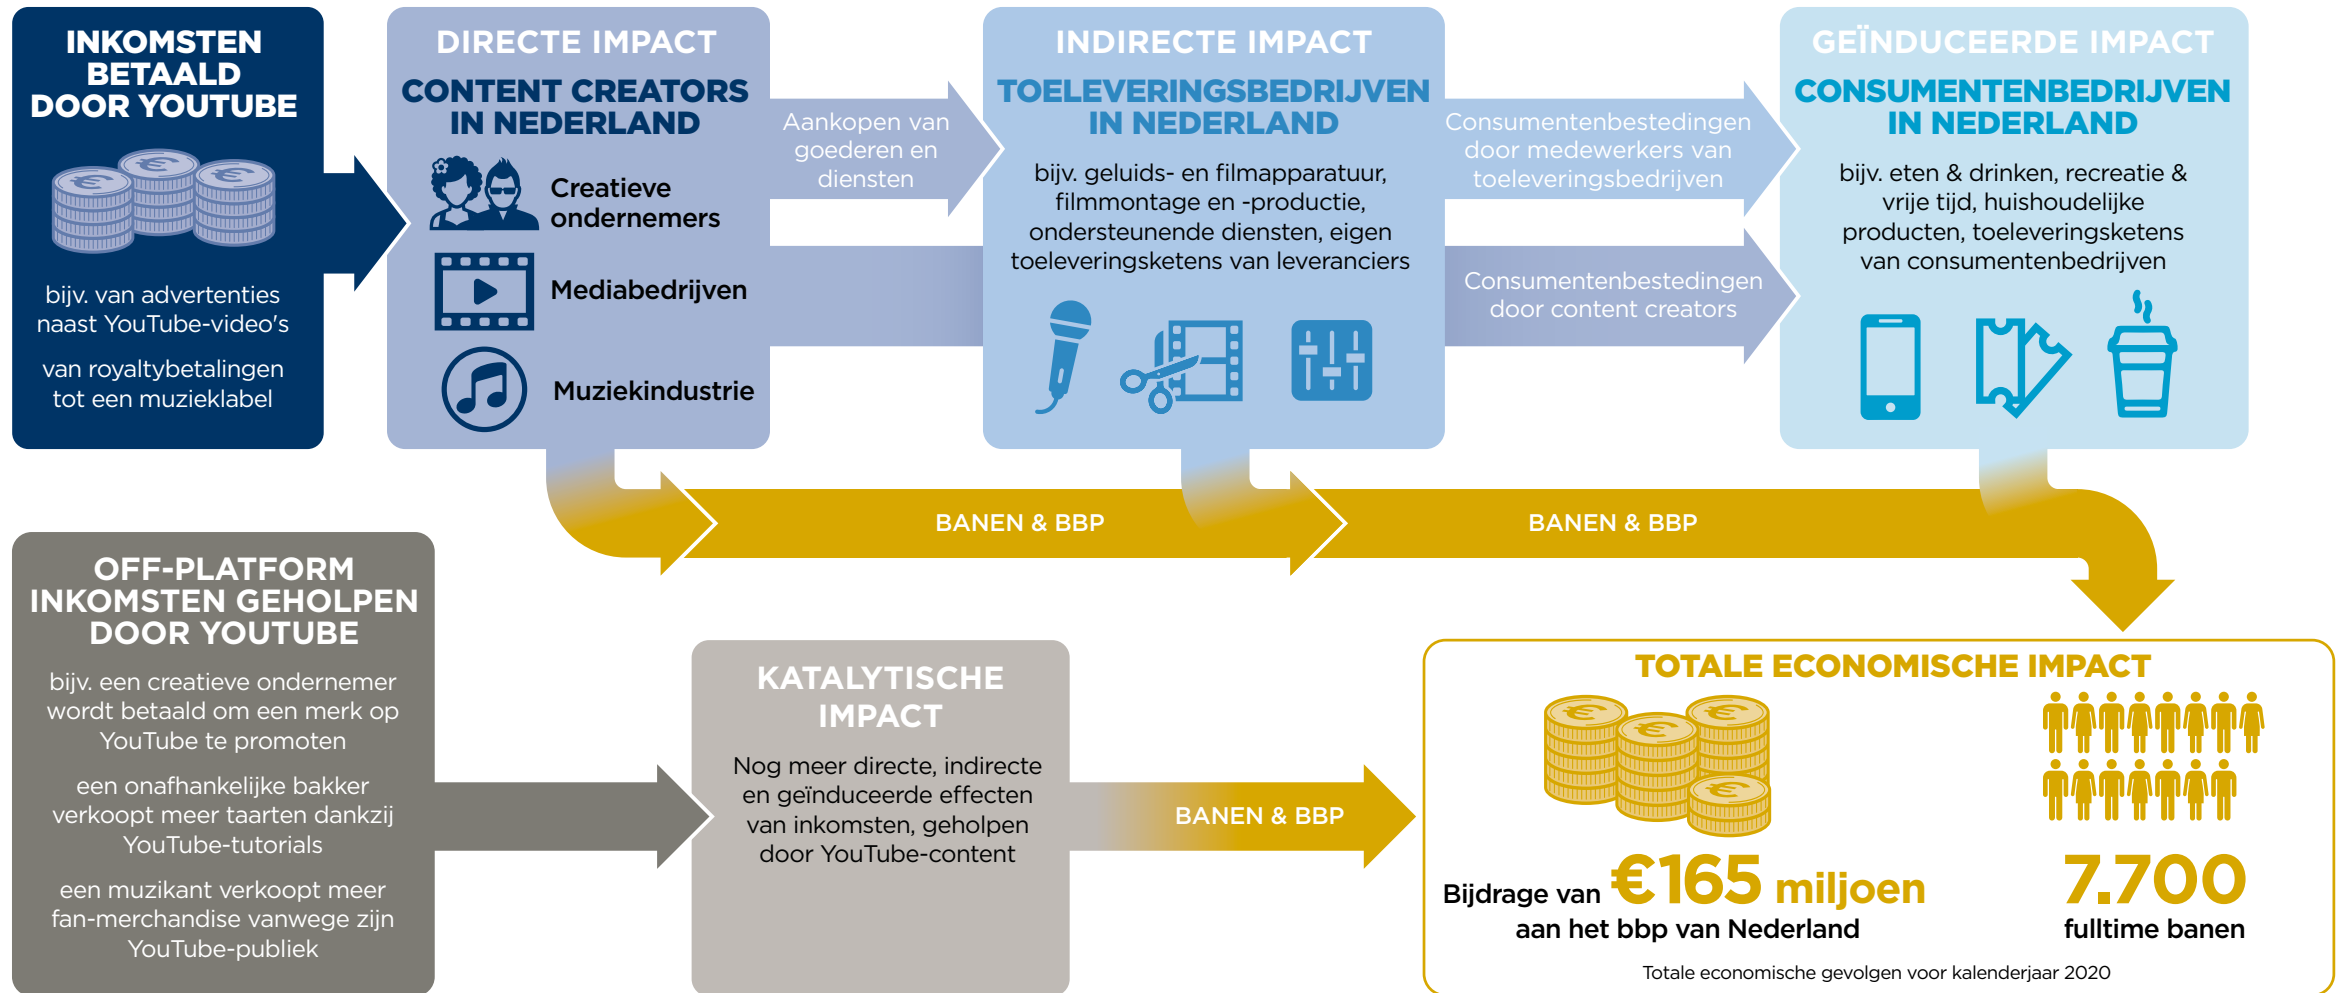 INKOMSTEN
BETAALD
DOOR YOUTUBE
bijv. van advertenties
naast YouTube-video's
van royaltybetalingen
tot een muzieklabel
DIRECTE IMPACT
CONTENT CREATORS
IN NEDERLAND
Creatieve
ondernemers
Mediabedrijven
Muziekindustrie
Aankopen van
goederen en
diensten
INDIRECTE IMPACT
TOELEVERINGSBEDRIJVEN
IN NEDERLAND
bijv. geluids- en filmapparatuur,
filmmontage en -productie,
ondersteunende diensten, eigen
toeleveringsketens van leveranciers
Consumentenbestedingen
door medewerkers van
toeleveringsbedrijven
Consumentenbestedingen
door content creators
GEÏNDUCEERDE IMPACT
CONSUMENTENBEDRIJVEN
IN NEDERLAND
bijv. eten & drinken, recreatie &
vrije tijd, huishoudelijke
producten, toeleveringsketens
van consumentenbedrijven
BANEN & BBP
BANEN & BBP
OFF-PLATFORM
INKOMSTEN GEHOLPEN
DOOR YOUTUBE
bijv. een creatieve ondernemer
wordt betaald om een merk op
YouTube te promoten
een onafhankelijke bakker
verkoopt meer taarten dankzij
YouTube-tutorials
een muzikant verkoopt meer
fan-merchandise vanwege zijn
YouTube-publiek
KATALYTISCHE
IMPACT
Nog meer directe, indirecte
en geïnduceerde effecten
van inkomsten, geholpen
door YouTube-content
BANEN & BBP
TOTALE ECONOMISCHE IMPACT
Bijdrage van €165 miljoen
aan het bbp van Nederland
7.700
fulltime banen
Totale economische gevolgen voor kalenderjaar 2020